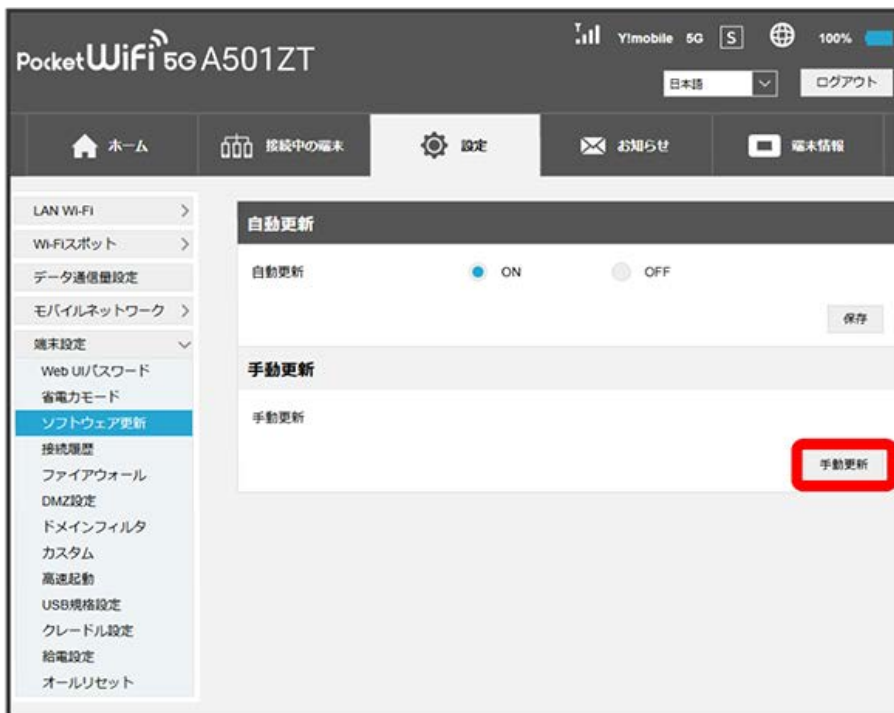 Pocket WiFi 5G A501ZT
Y!mobile 5G S 100%
日本語
ログアウト
ホーム
接続中の端末
設定
お知らせ
端末情報
LAN Wi-Fi
Wi-Fiスポット
データ通信量設定
モバイルネットワーク
端末設定
Web UIパスワード
省電力モード
ソフトウェア更新
接続履歴
ファイアウォール
DMZ設定
ドメインフィルタ
カスタム
高速起動
USB規格設定
クレードル設定
給電設定
オールリセット
自動更新
自動更新 ON OFF
保存
手動更新
手動更新
手動更新